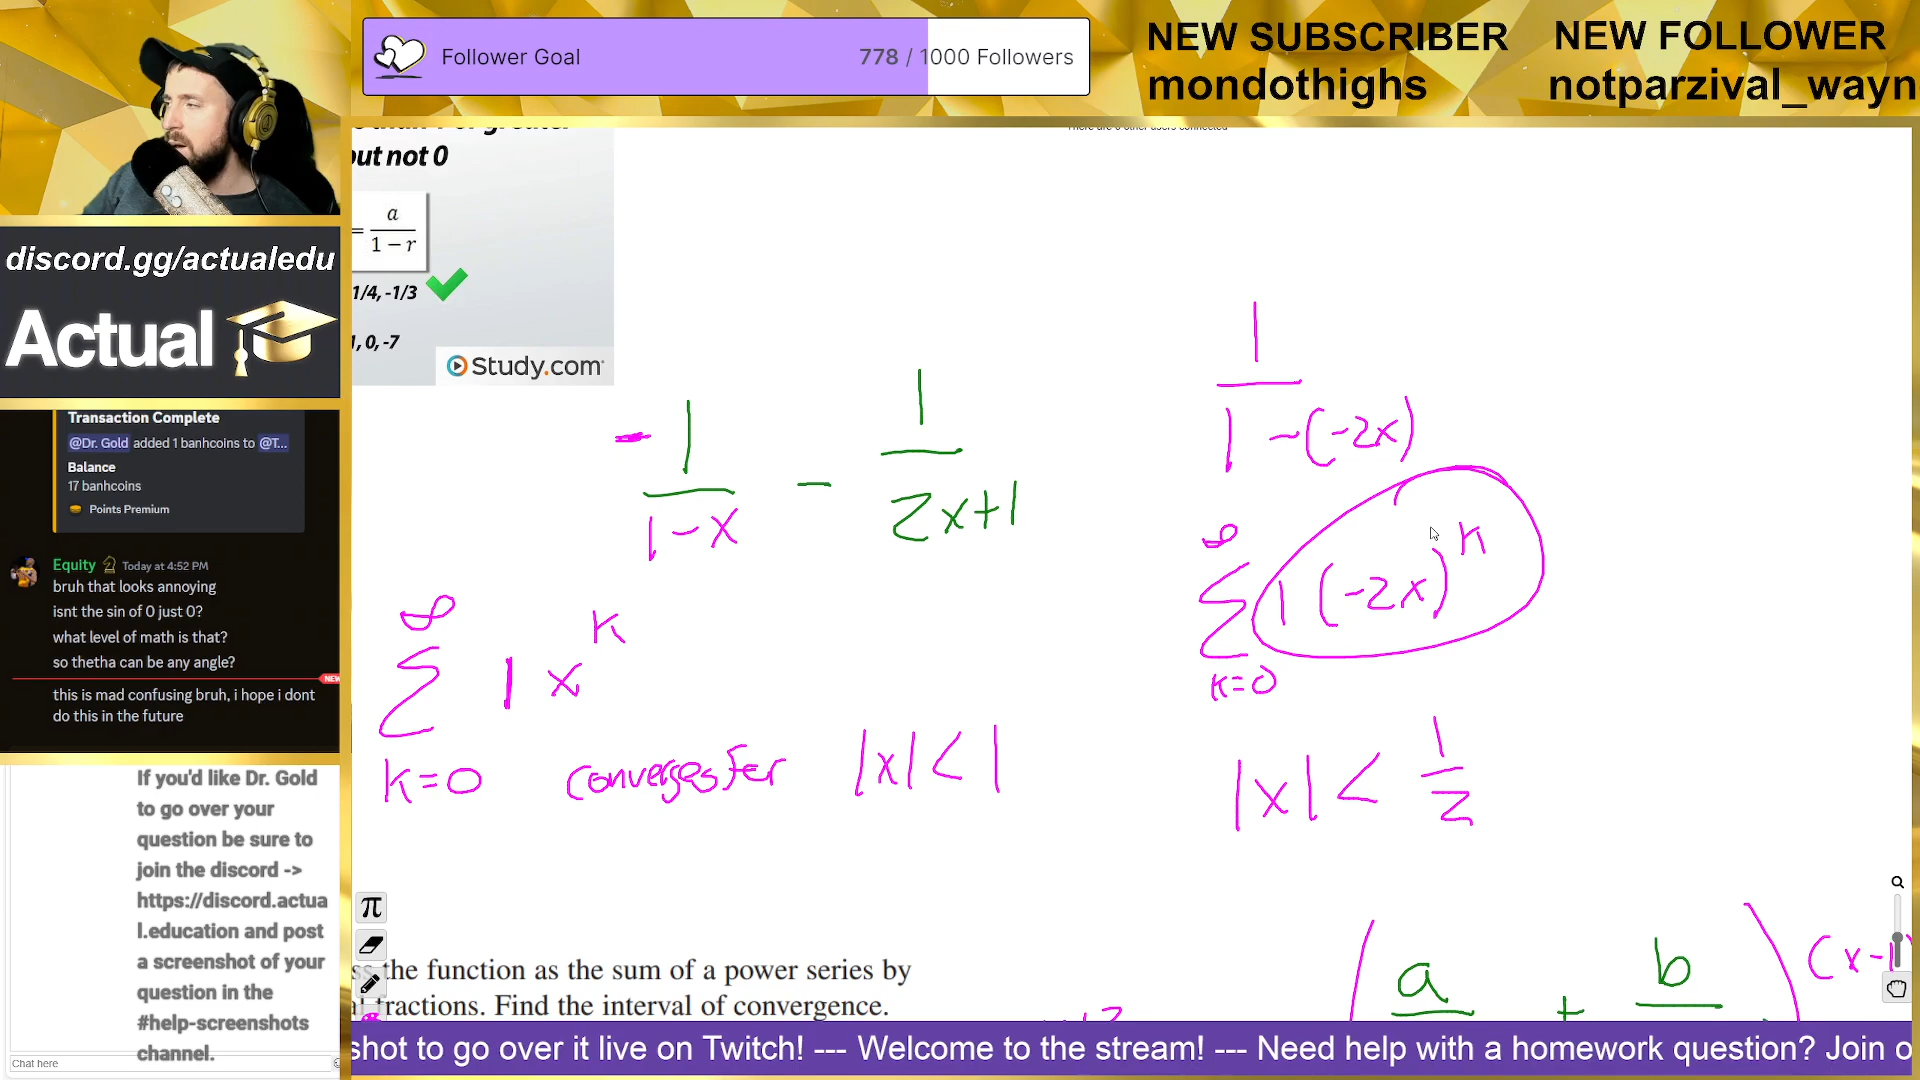 Follower Goal
778 / 1000 Followers
NEW SUBSCRIBER
mondothighs
NEW FOLLOWER
notparzival_wayn
but not 0
= a
1 − r
1/4, -1/3
1, 0, -7
Study.com
discord.gg/actualedu
Actual
Transaction Complete
@Dr. Gold added 1 banhcoins to @T...
Balance
17 banhcoins
Points Premium
Equity Today at 4:52 PM
bruh that looks annoying
isnt the sin of 0 just 0?
what level of math is that?
so thetha can be any angle?
NEW
this is mad confusing bruh, i hope i dont
do this in the future
If you'd like Dr. Gold
to go over your
question be sure to
join the discord ->
https://discord.actua
l.education and post
a screenshot of your
question in the
#help-screenshots
channel.
Chat here
- 1
1-x
-
1
2x+1
∞
Σ 1 x^k
k=0
converges for |x| < 1
1
1 - (-2x)
∞
Σ 1 (-2x)^k
k=0
|x| < 1
2
the function as the sum of a power series by
fractions. Find the interval of convergence.
π
a + b
(x-1)
shot to go over it live on Twitch! --- Welcome to the stream! --- Need help with a homework question? Join